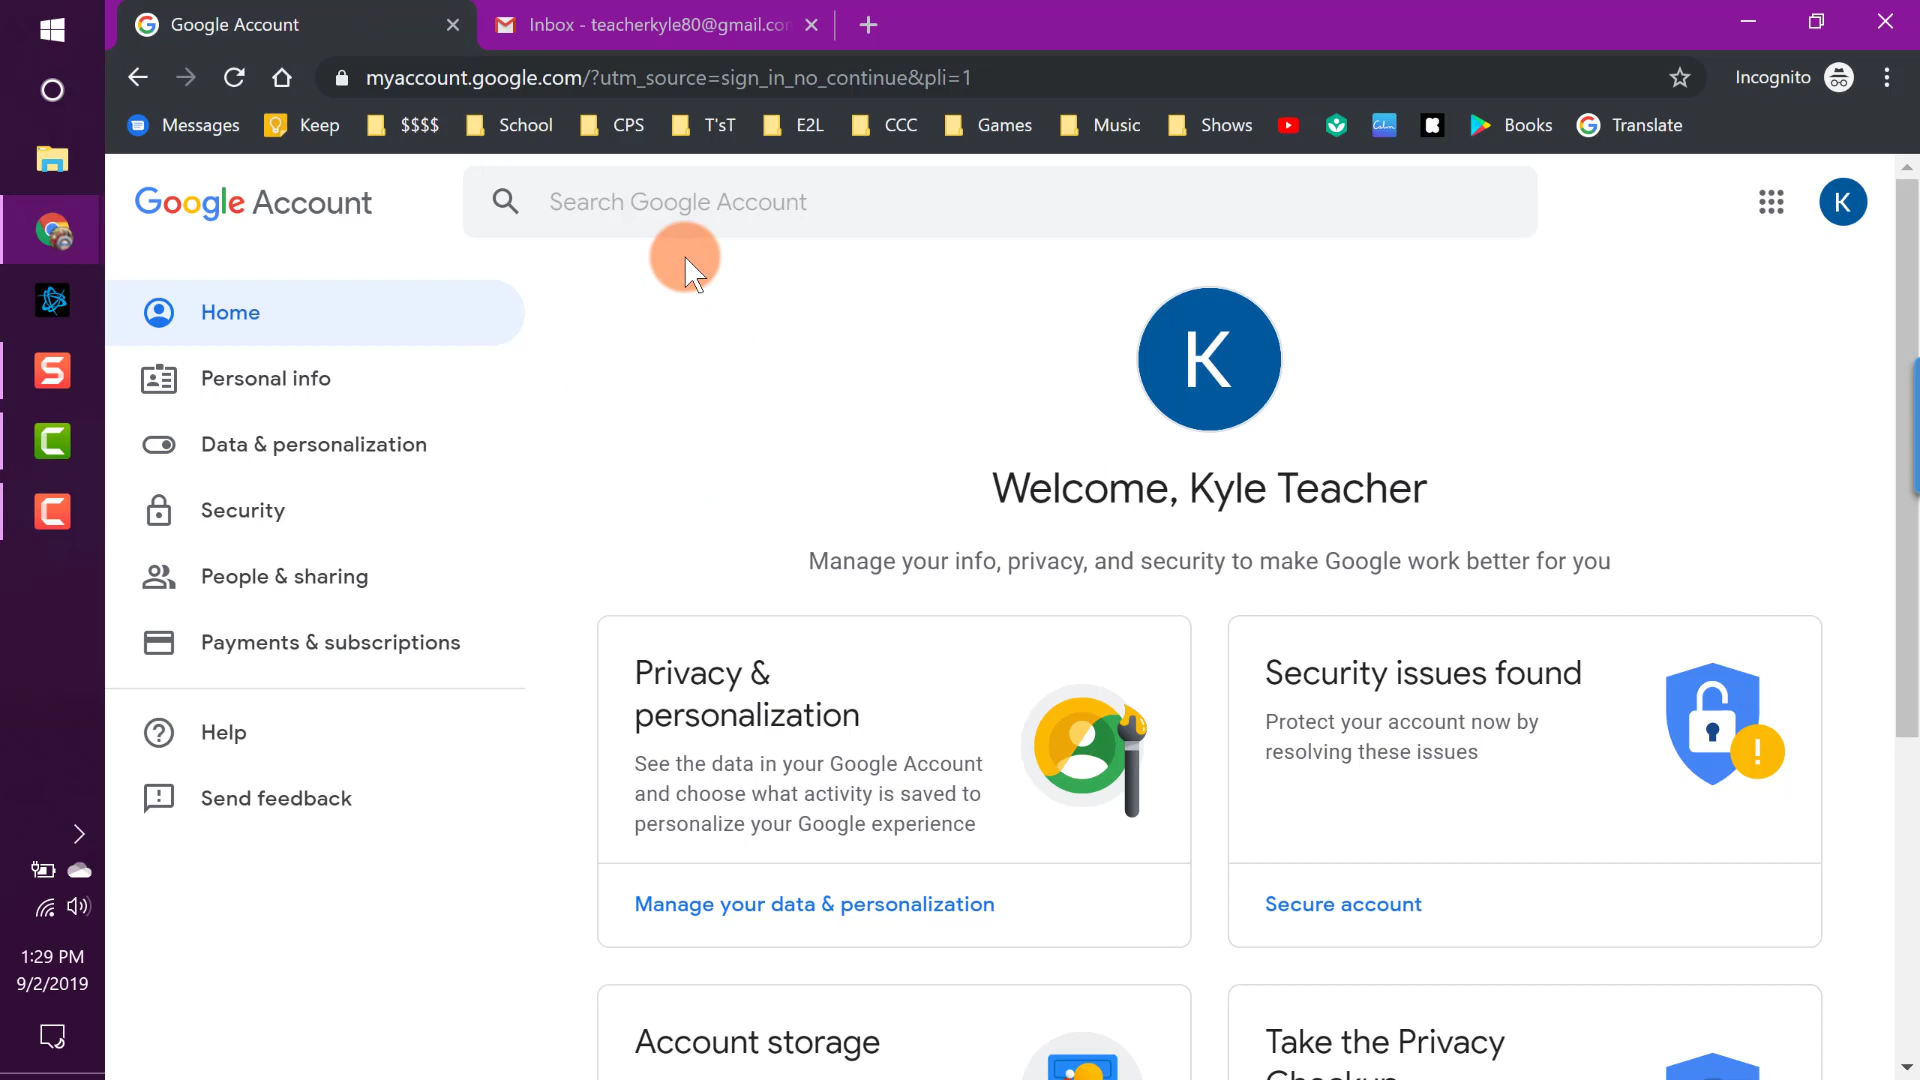 Google Account
Inbox - teacherkyle80@gmail.co
myaccount.google.com/?utm_source=sign_in_no_continue&pli=1
Incognito
Messages
Keep
$$$$
School
CPS
T'sT
E2L
CCC
Games
Music
Shows
Books
Translate
Google Account
Search Google Account
K
Home
Personal info
Data & personalization
Security
People & sharing
Payments & subscriptions
Help
Send feedback
K
Welcome, Kyle Teacher
Manage your info, privacy, and security to make Google work better for you
Privacy &
personalization
See the data in your Google Account
and choose what activity is saved to
personalize your Google experience
Manage your data & personalization
Security issues found
Protect your account now by
resolving these issues
Secure account
Account storage
Take the Privacy
Checkup
1:29 PM
9/2/2019